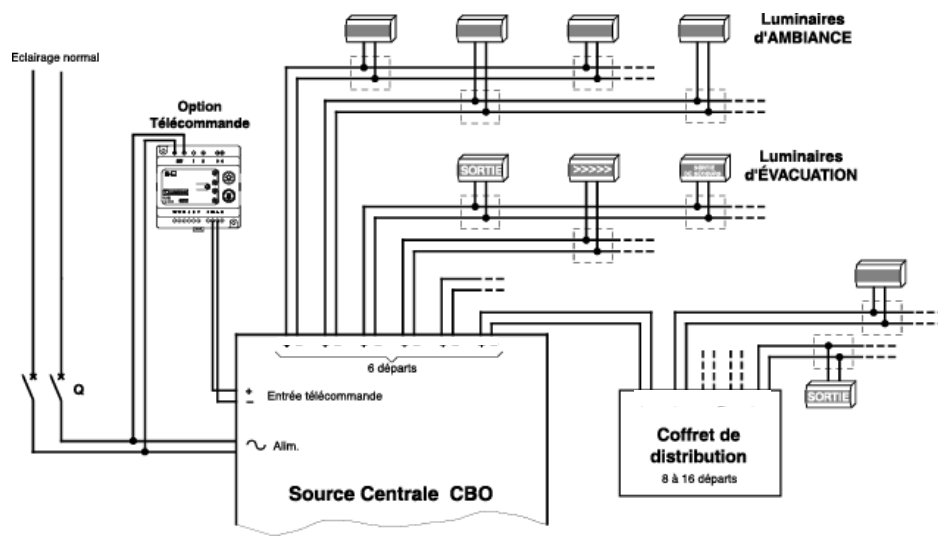 Luminaires
d'AMBIANCE
Eclairage normal
Option
Télécommande
Luminaires
d'ÉVACUATION
SORTIE
>>>>>
6 départs
Q
+
−
Entrée télécommande
Alim.
Source Centrale CBO
SORTIE
Coffret de
distribution
8 à 16 départs